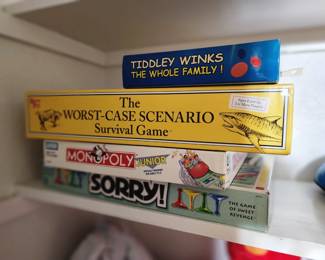 TIDDLEY WINKS
THE WHOLE FAMILY!
The
WORST-CASE SCENARIO
Survival Game
MONOPOLY
JUNIOR
SORRY!
THE GAME
OF SWEET
REVENGE